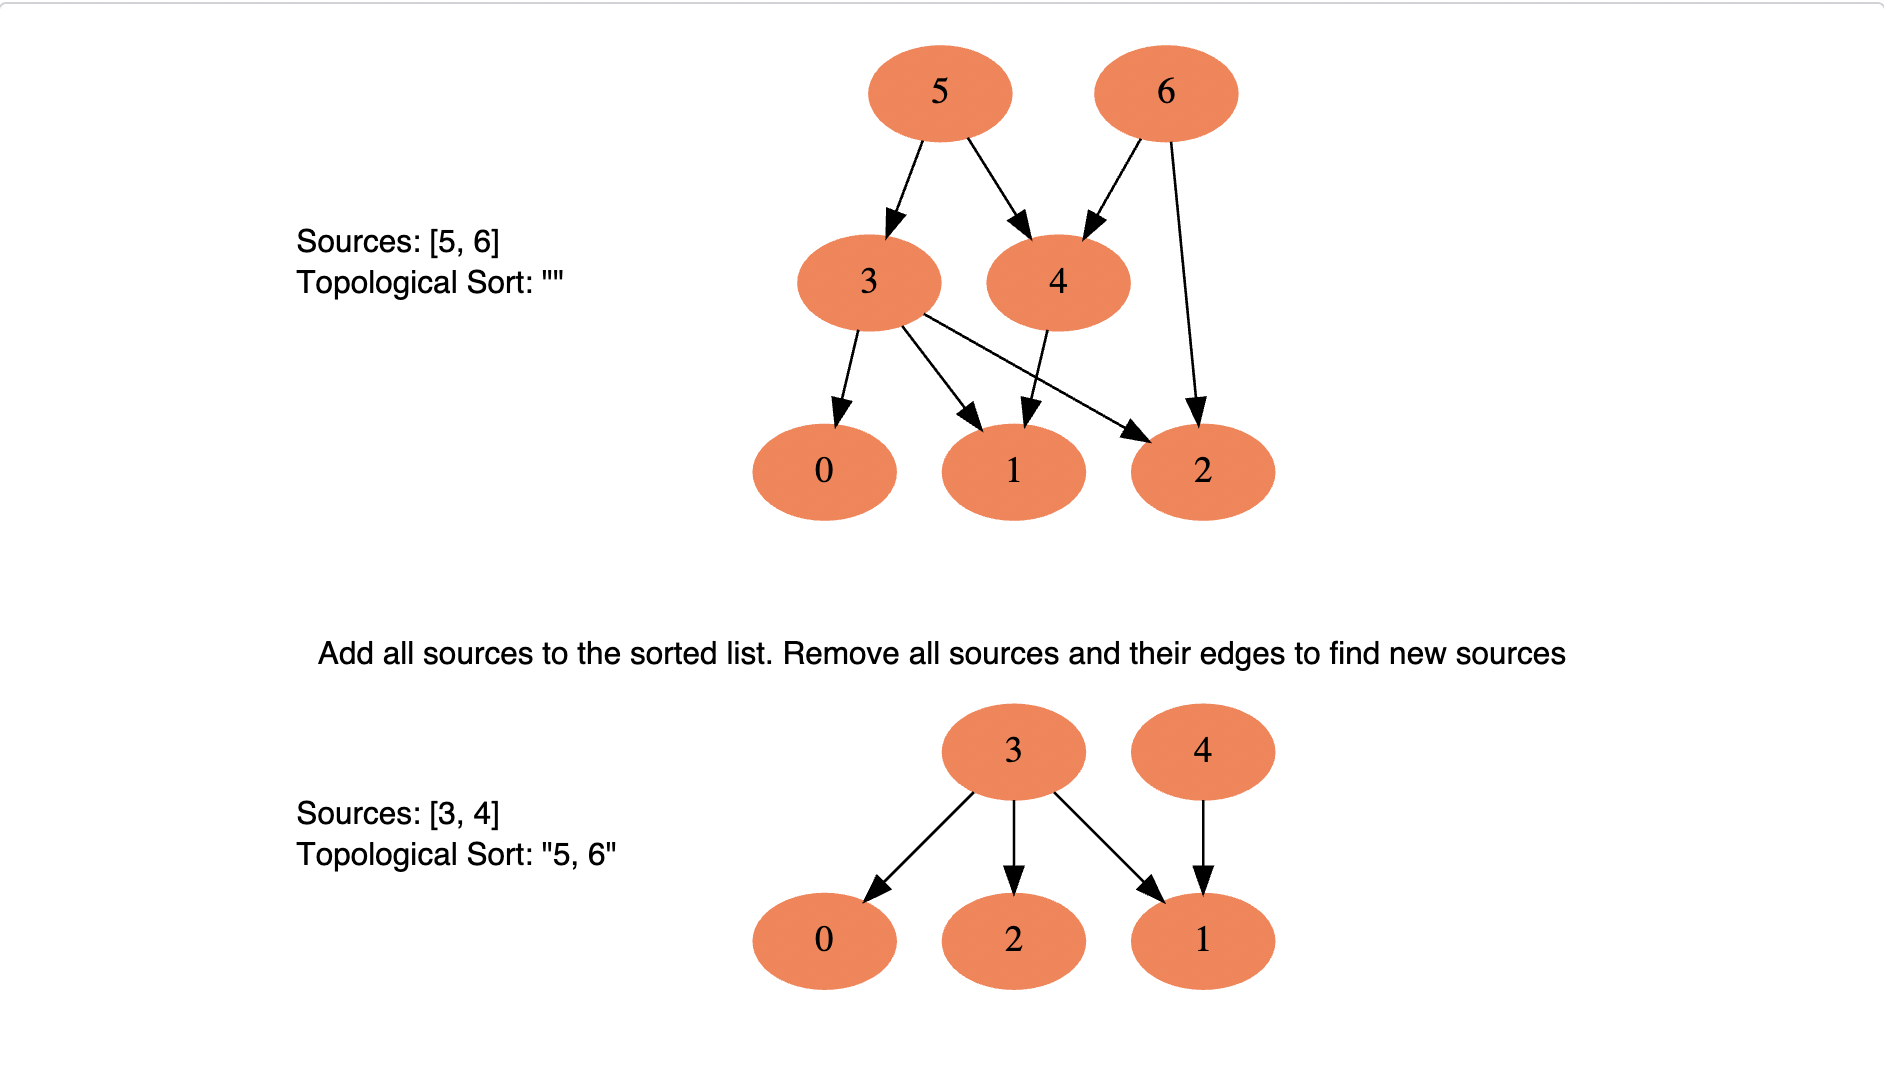 5 6
Sources: [5, 6]
Topological Sort: ""
3 4
0 1 2
Add all sources to the sorted list. Remove all sources and their edges to find new sources
3 4
Sources: [3, 4]
Topological Sort: "5, 6"
0 2 1